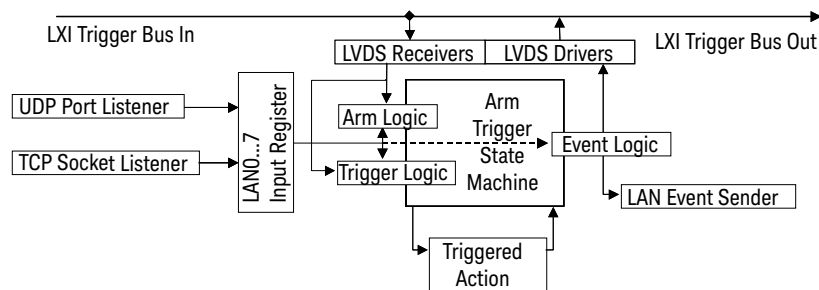 LXI Trigger Bus In
LXI Trigger Bus Out
LVDS Receivers
LVDS Drivers
UDP Port Listener
TCP Socket Listener
LAN0...7
Input Register
Arm Logic
Trigger Logic
Arm
Trigger
State
Machine
Event Logic
LAN Event Sender
Triggered
Action